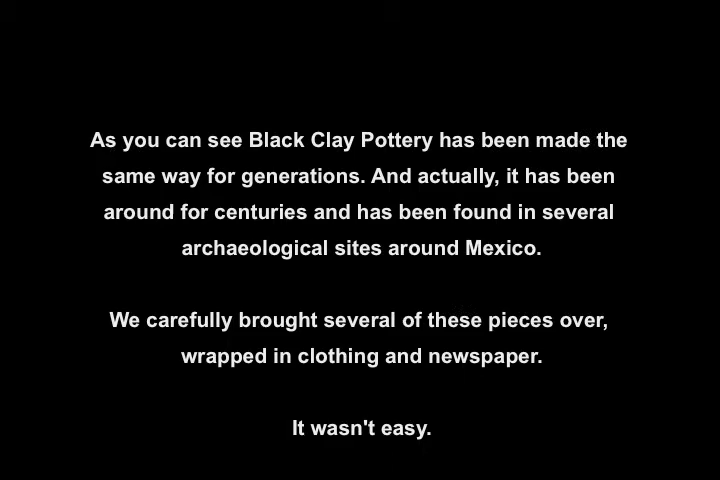 As you can see Black Clay Pottery has been made the
same way for generations. And actually, it has been
around for centuries and has been found in several
archaeological sites around Mexico.
We carefully brought several of these pieces over,
wrapped in clothing and newspaper.
It wasn't easy.